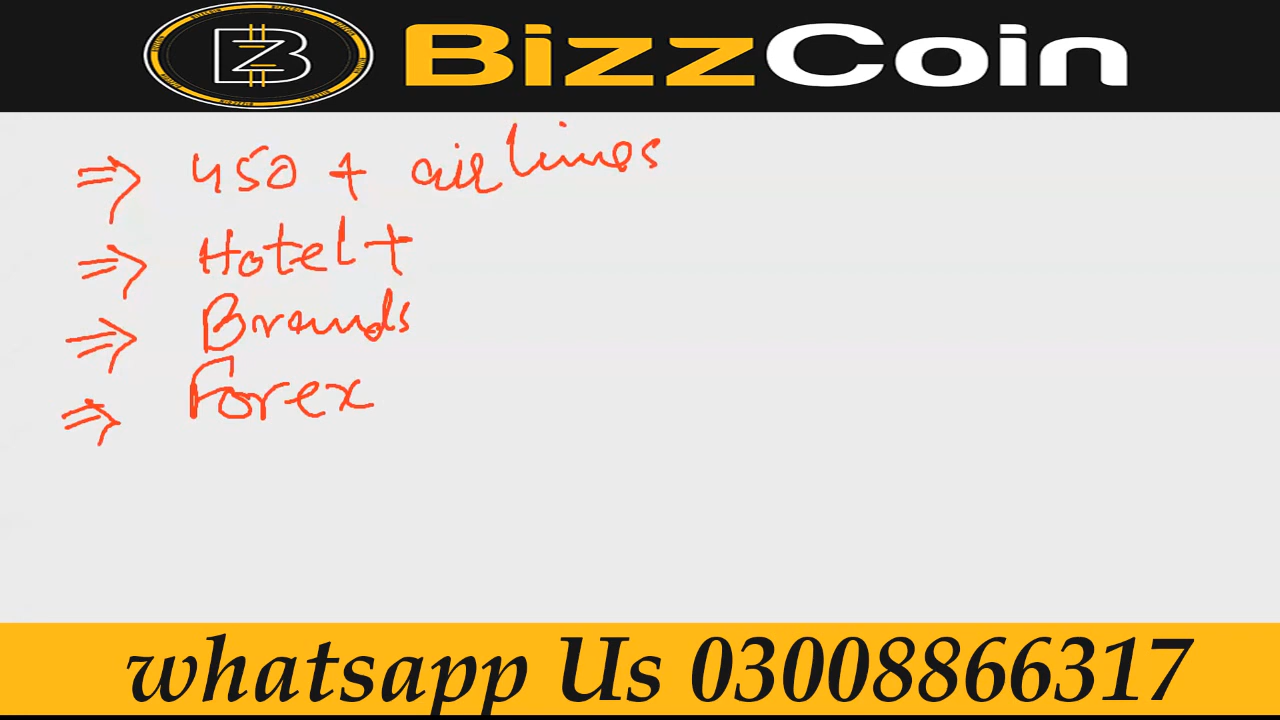 BizzCoin
⇒ 450 + airlines
⇒ Hotel +
⇒ Brands
⇒ Forex
whatsapp Us 03008866317